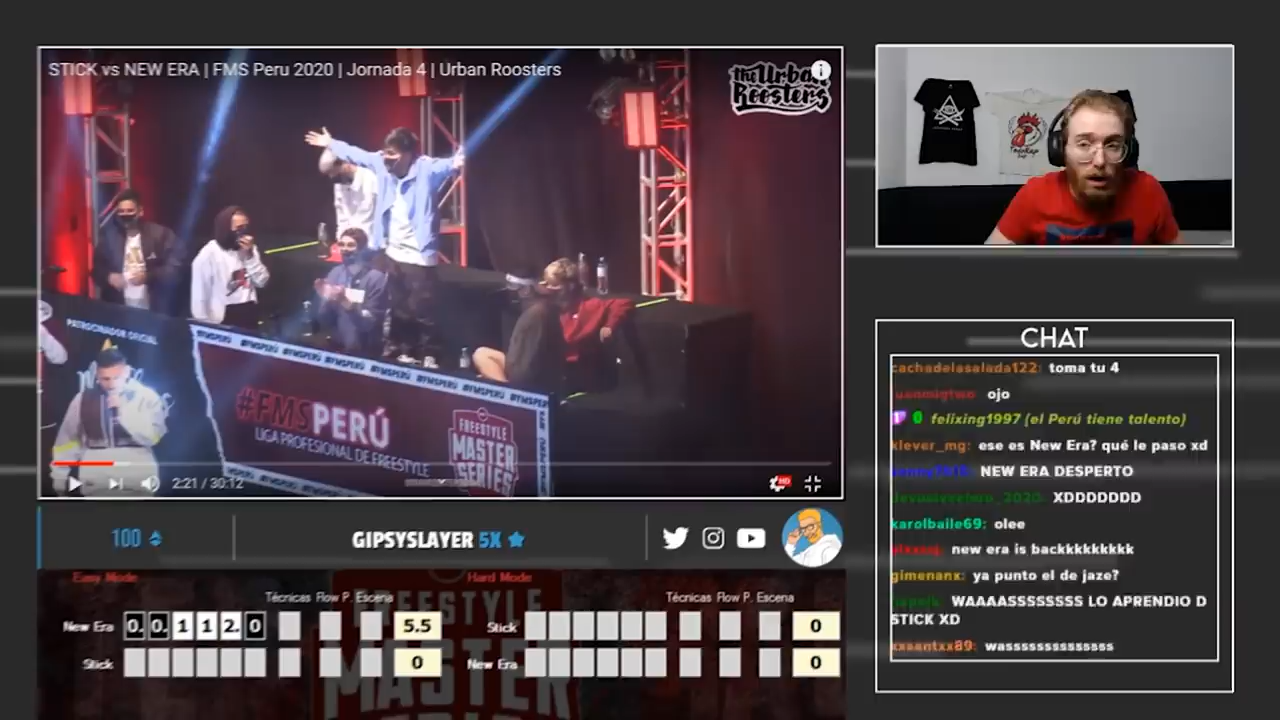 STICK vs NEW ERA | FMS Peru 2020 | Jornada 4 | Urban Roosters
the Urban
Roosters
PATROCINADOR OFICIAL
#FMSPERÚ
LIGA PROFESIONAL DE FREESTYLE
FREESTYLE
MASTER
SERIES
2:21 / 30:12
HD
100
GIPSYSLAYER 5X
Easy Mode
Técnicas Flow P. Escena
New Era 0. 0. 1 1 2. 0 5.5
Stick 0
Hard Mode
Técnicas Flow P. Escena
Stick 0
New Era 0
CHAT
cachadelasalada122: toma tu 4
ojo
felixing1997 (el Perú tiene talento)
klever_mg: ese es New Era? qué le paso xd
NEW ERA DESPERTO
XDDDDDDD
karolbaile69: olee
new era is backkkkkkkkk
gimenanx: ya punto el de jaze?
WAAAASSSSSSSS LO APRENDIO D
STICK XD
wassssssssssssss